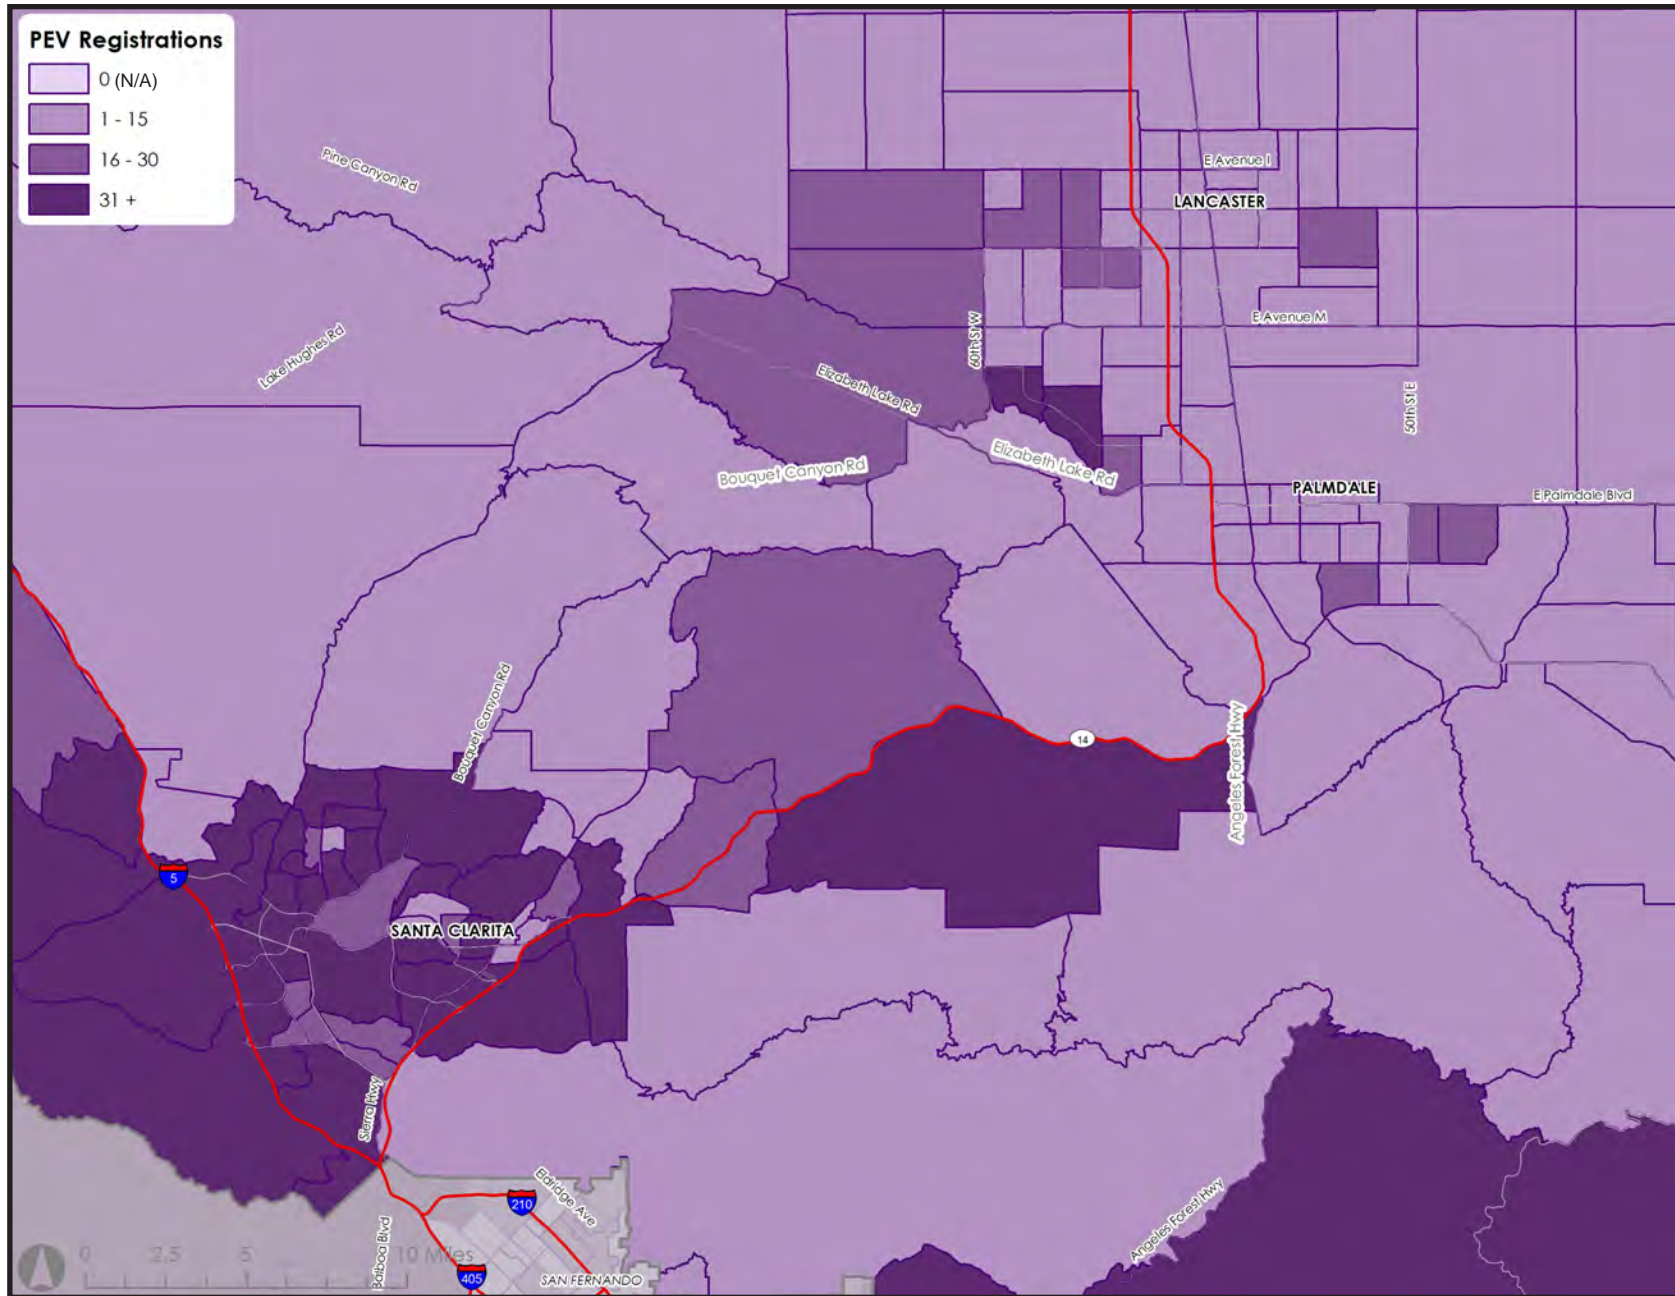 PEV Registrations
0 (N/A)
1 - 15
16 - 30
31 +
Pine Canyon Rd
E Avenue I
LANCASTER
Lake Hughes Rd
60th St W
E Avenue M
Elizabeth Lake Rd
50th St E
Bouquet Canyon Rd
Elizabeth Lake Rd
PALMDALE
E Palmdale Blvd
Bouquet Canyon Rd
Angeles Forest Hwy
14
5
SANTA CLARITA
Sierra Hwy
Eldridge Ave
210
Angeles Forest Hwy
Balboa Blvd
0 2.5 5 10 Miles
405
SAN FERNANDO